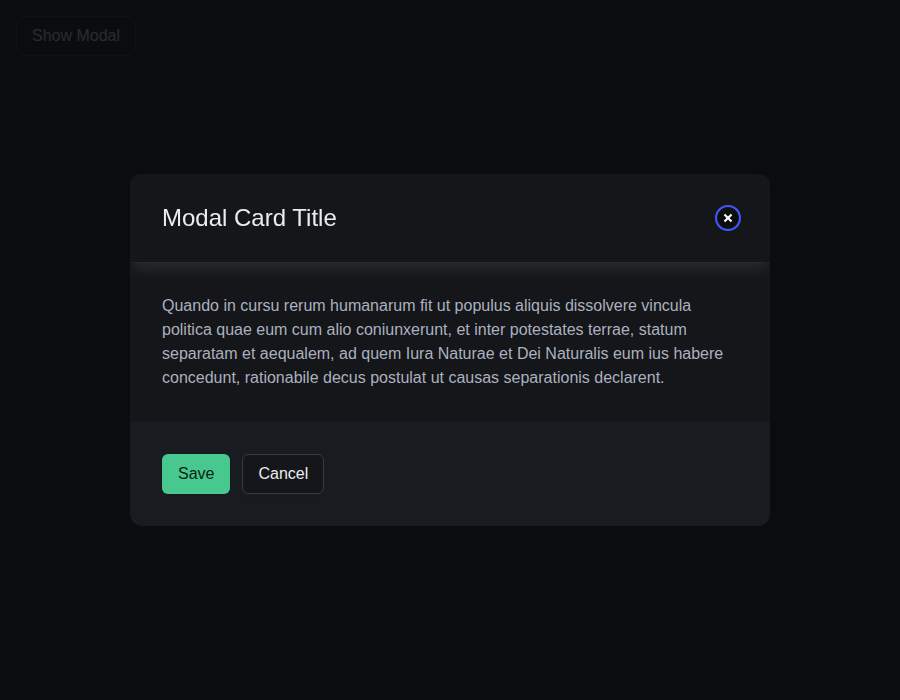 Show Modal
Modal Card Title
Quando in cursu rerum humanarum fit ut populus aliquis dissolvere vincula
politica quae eum cum alio coniunxerunt, et inter potestates terrae, statum
separatam et aequalem, ad quem Iura Naturae et Dei Naturalis eum ius habere
concedunt, rationabile decus postulat ut causas separationis declarent.
Save Cancel